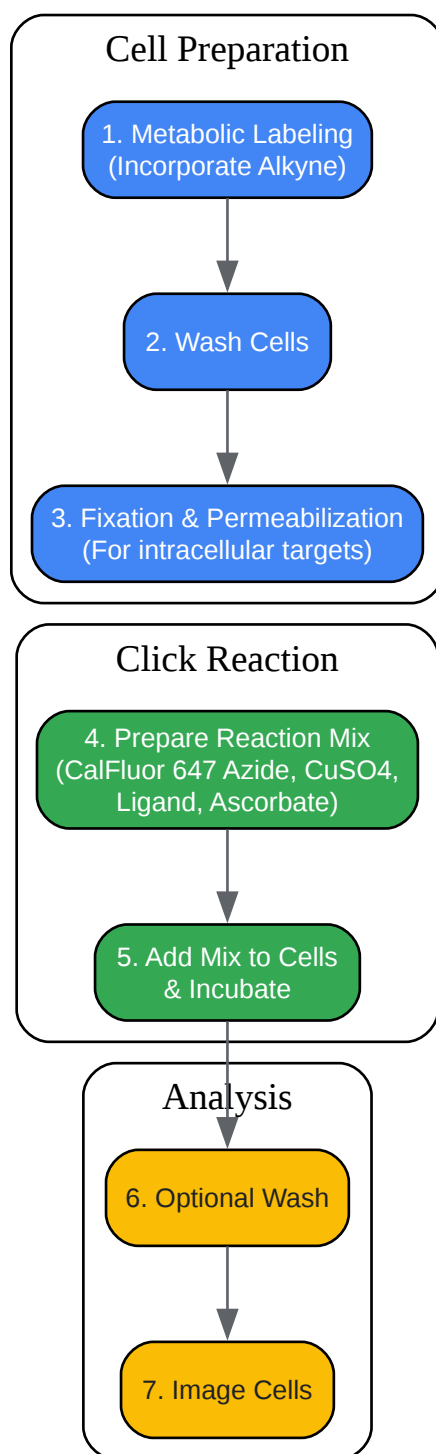 Cell Preparation
1. Metabolic Labeling
(Incorporate Alkyne)
2. Wash Cells
3. Fixation & Permeabilization
(For intracellular targets)
Click Reaction
4. Prepare Reaction Mix
(CalFluor 647 Azide, CuSO4,
Ligand, Ascorbate)
5. Add Mix to Cells
& Incubate
Analysis
6. Optional Wash
7. Image Cells